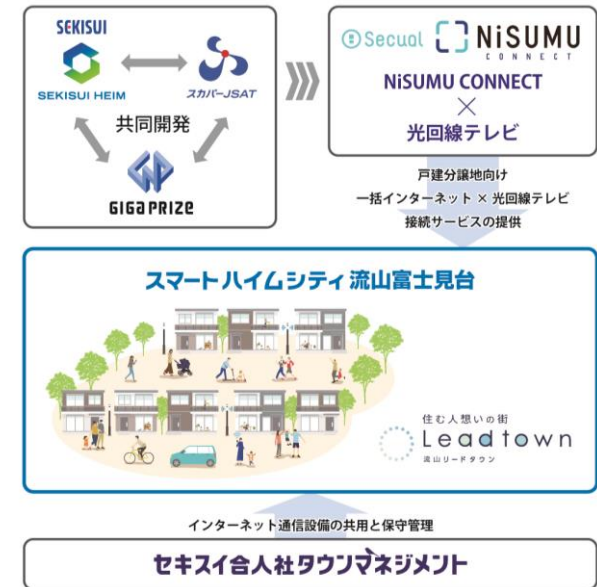 SEKISUI
SEKISUI HEIM
スカパーJSAT
共同開発
GIGA PRIZE
Secual
NiSUMU
CONNECT
NiSUMU CONNECT
×
光回線テレビ
戸建分譲地向け
一括インターネット × 光回線テレビ
接続サービスの提供
スマートハイムシティ 流山富士見台
住む人想いの街
Leadtown
流山リードタウン
インターネット通信設備の共用と保守管理
セキスイ合人社タウンマネジメント